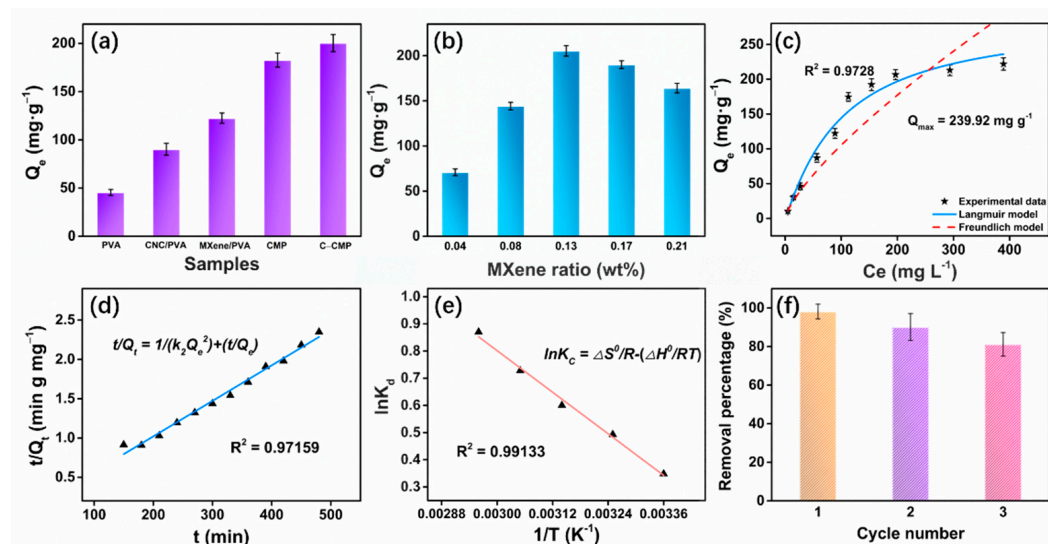 (a)
200
150
100
50
0
Qe (mg·g⁻¹)
PVA CNC/PVA MXene/PVA CMP C-CMP
Samples
(b)
200
150
100
50
0
Qe (mg·g⁻¹)
0.04 0.08 0.13 0.17 0.21
MXene ratio (wt%)
(c)
250
200
150
100
50
0
Qe (mg·g⁻¹)
R² = 0.9728
Qmax = 239.92 mg g⁻¹
Experimental data
Langmuir model
Freundlich model
0 100 200 300 400
Ce (mg L⁻¹)
(d)
2.5
2.0
1.5
1.0
0.5
t/Qt (min g mg⁻¹)
t/Qt = 1/(k₂Qe²)+(t/Qe)
R² = 0.97159
100 200 300 400 500
t (min)
(e)
0.9
0.8
0.7
0.6
0.5
0.4
0.3
lnKd
lnKC = △S⁰/R-(△H⁰/RT)
R² = 0.99133
0.00288 0.00300 0.00312 0.00324 0.00336
1/T (K⁻¹)
(f)
100
80
60
40
20
0
Removal percentage (%)
1 2 3
Cycle number